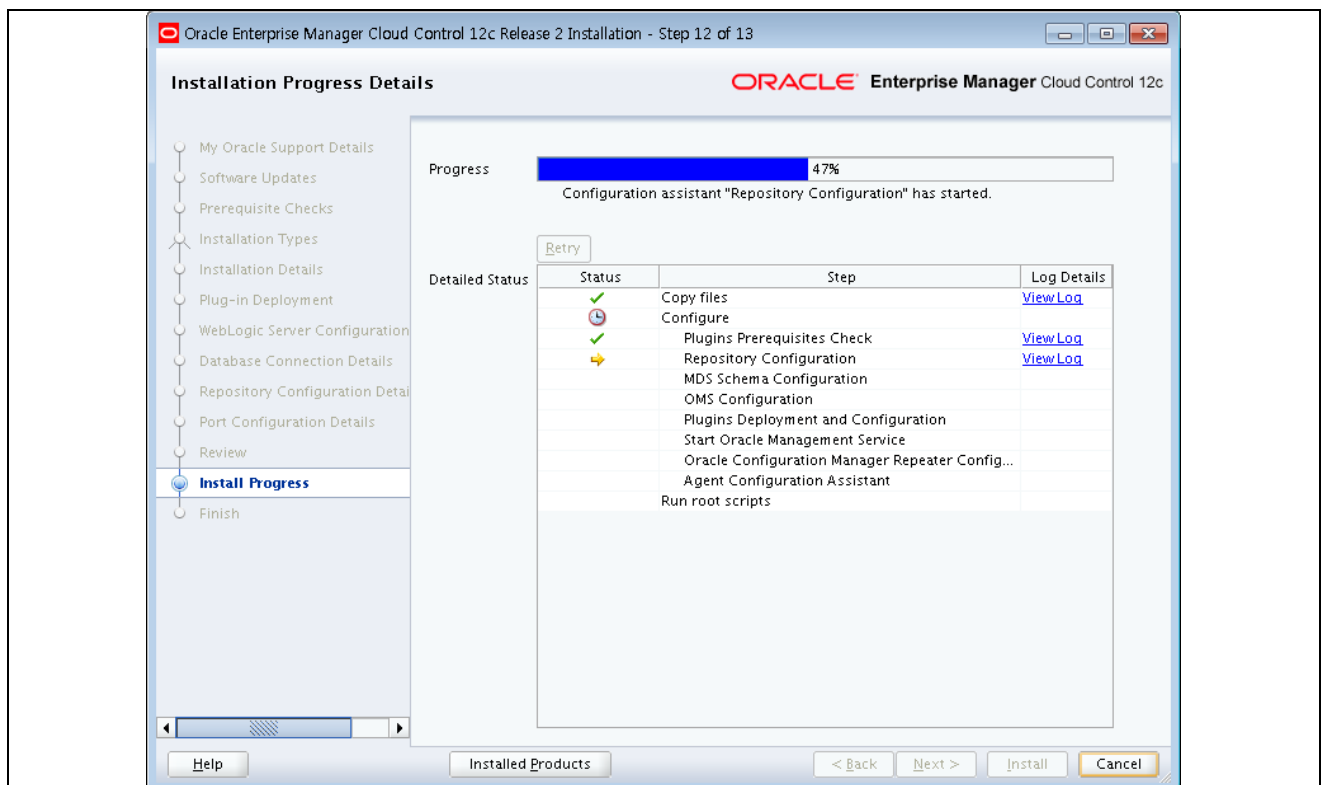 Oracle Enterprise Manager Cloud Control 12c Release 2 Installation - Step 12 of 13
Installation Progress Details
ORACLE Enterprise Manager Cloud Control 12c
My Oracle Support Details
Software Updates
Prerequisite Checks
Installation Types
Installation Details
Plug-in Deployment
WebLogic Server Configuration
Database Connection Details
Repository Configuration Detai
Port Configuration Details
Review
Install Progress
Finish
Progress
47%
Configuration assistant "Repository Configuration" has started.
Retry
Detailed Status
Status Step Log Details
Copy files View Log
Configure
Plugins Prerequisites Check View Log
Repository Configuration View Log
MDS Schema Configuration
OMS Configuration
Plugins Deployment and Configuration
Start Oracle Management Service
Oracle Configuration Manager Repeater Config...
Agent Configuration Assistant
Run root scripts
Help
Installed Products
< Back
Next >
Install
Cancel